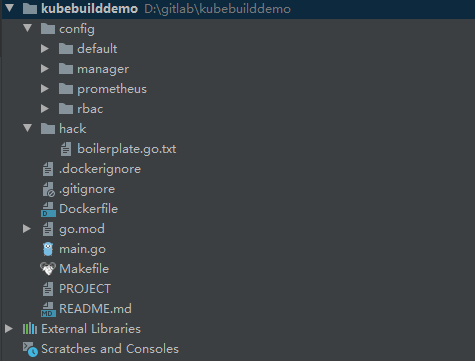 kubebuilddemo D:\gitlab\kubebuilddemo
config
default
manager
prometheus
rbac
hack
boilerplate.go.txt
.dockerignore
.gitignore
Dockerfile
go.mod
main.go
Makefile
PROJECT
README.md
External Libraries
Scratches and Consoles